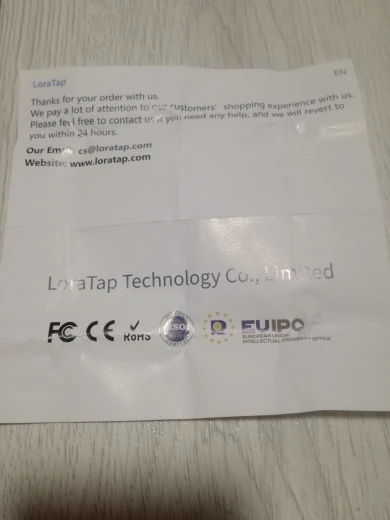 LoraTap
EN
Thanks for your order with us.
We pay a lot of attention to our customers' shopping experience with us.
Please feel free to contact us if you need any help, and we will revert to
you within 24 hours.
Our Email: cs@loratap.com
Website: www.loratap.com
LoraTap Technology Co., Limited
FC CE RoHS ISO R EUIPO
EUROPEAN UNION
INTELLECTUAL PROPERTY OFFICE